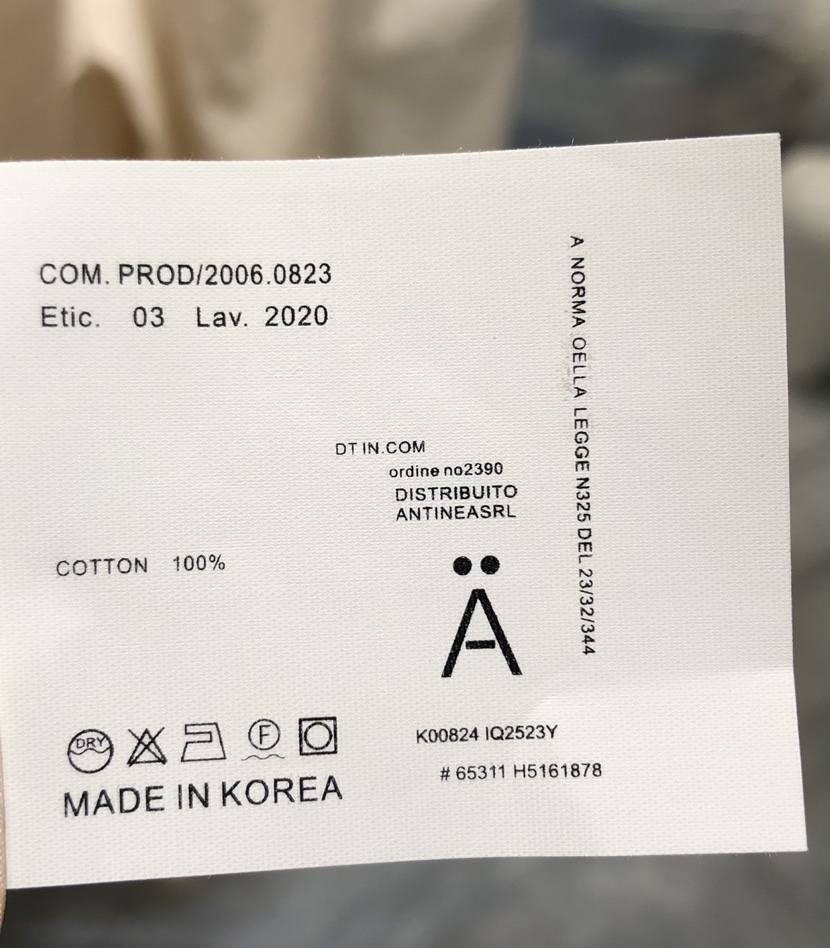 COM. PROD/2006.0823
Etic. 03 Lav. 2020
A NORMA OELLA LEGGE N325 DEL 23/32/344
DT IN.COM
ordine no2390
DISTRIBUITO
ANTINEASRL
COTTON 100%
Ä
DRY
F
MADE IN KOREA
K00824 IQ2523Y
# 65311 H5161878